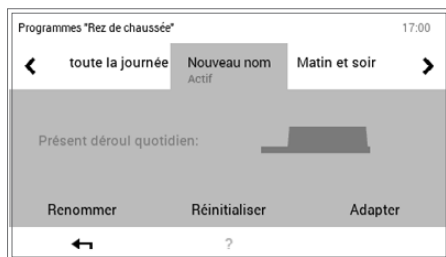 Programmes "Rez de chaussée" 17:00
toute la journée Nouveau nom Matin et soir
Actif
Présent déroul quotidien:
Renommer Réinitialiser Adapter
?